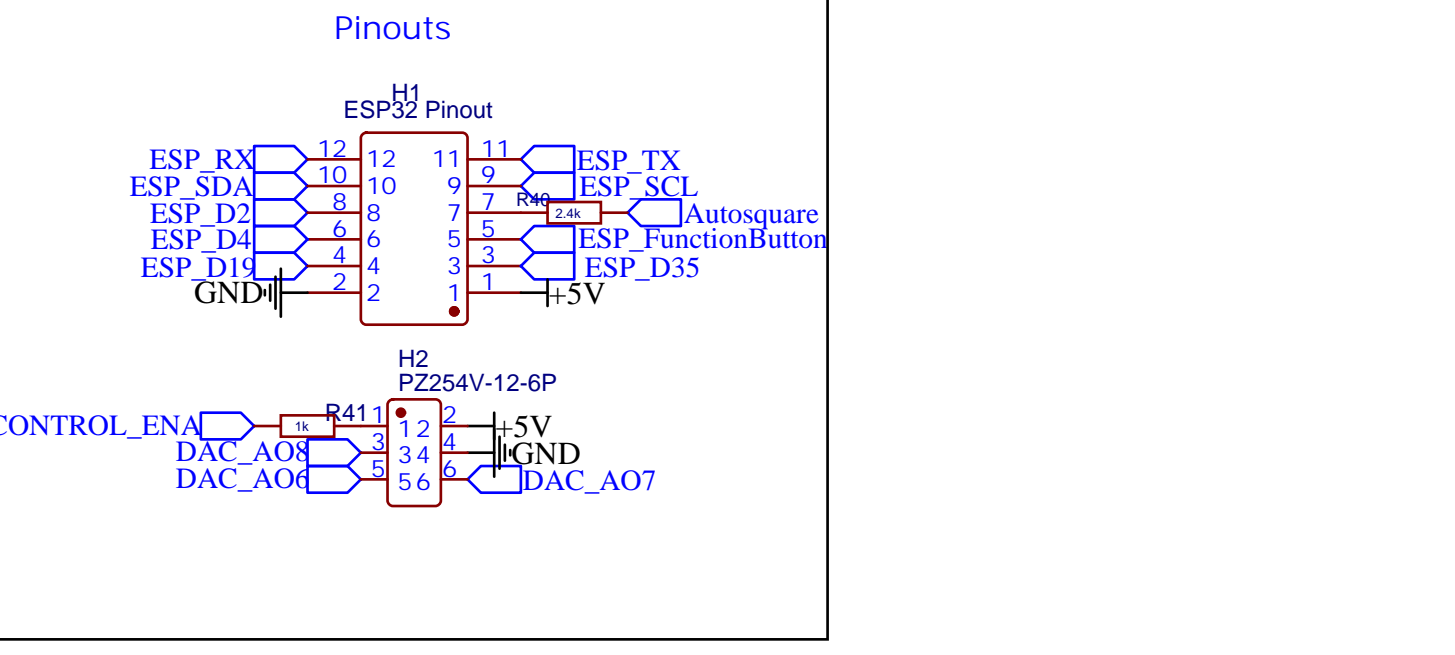 Pinouts
H1
ESP32 Pinout
ESP_RX 12 12 11 11 ESP_TX
ESP_SDA 10 10 9 9 ESP_SCL
ESP_D2 8 8 7 7 R40 2.4k Autosquare
ESP_D4 6 6 5 5 ESP_FunctionButton
ESP_D19 4 4 3 3 ESP_D35
GND 2 2 1 1 +5V
H2
PZ254V-12-6P
CONTROL_ENA 1k R41 1 1 2 2 +5V
DAC_AO8 3 3 4 4 GND
DAC_AO6 5 5 6 6 DAC_AO7